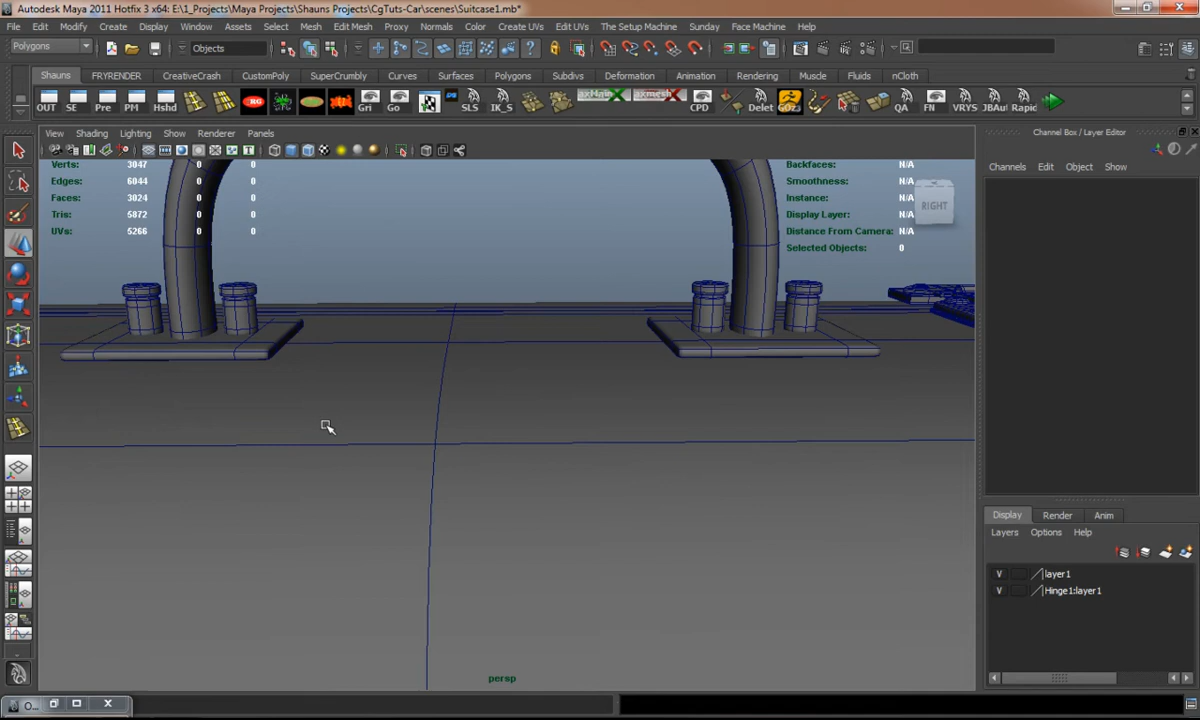 Autodesk Maya 2011 Hotfix 3 x64: E:\1_Projects\Maya Projects\Shauns Projects\CgTuts-Car\scenes\Suitcase1.mb*
File Edit Modify Create Display Window Assets Select Mesh Edit Mesh Proxy Normals Color Create UVs Edit UVs The Setup Machine Sunday Face Machine Help
Polygons Objects
Shauns FRYRENDER CreativeCrash CustomPoly SuperCrumbly Curves Surfaces Polygons Subdivs Deformation Animation Rendering Muscle Fluids nCloth
OUT SE Pre PM Hshd Gri Go SLS IK_S CPD Delet GOz3 QA FN VRYS JBAu Rapic
View Shading Lighting Show Renderer Panels
Channel Box / Layer Editor
Channels Edit Object Show
Verts: 3047 0 0
Edges: 6044 0 0
Faces: 3024 0 0
Tris: 5872 0 0
UVs: 5266 0 0
Backfaces: N/A
Smoothness: N/A
Instance: N/A
Display Layer: N/A
Distance From Camera: N/A
Selected Objects: 0
RIGHT
persp
Display Render Anim
Layers Options Help
V layer1
V Hinge1:layer1
O...